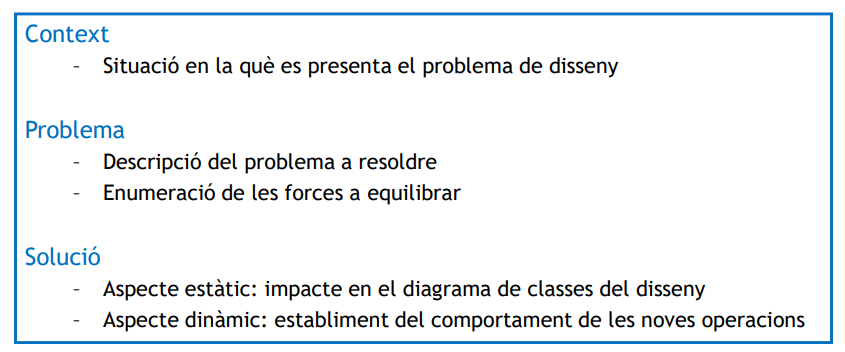 Context
- Situació en la què es presenta el problema de disseny
Problema
- Descripció del problema a resoldre
- Enumeració de les forces a equilibrar
Solució
- Aspecte estàtic: impacte en el diagrama de classes del disseny
- Aspecte dinàmic: establiment del comportament de les noves operacions